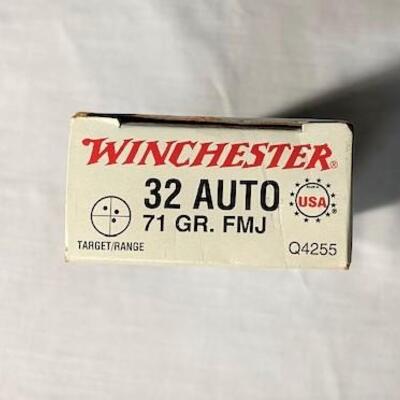 WINCHESTER®
32 AUTO
71 GR. FMJ
USA
TARGET/RANGE
Q4255